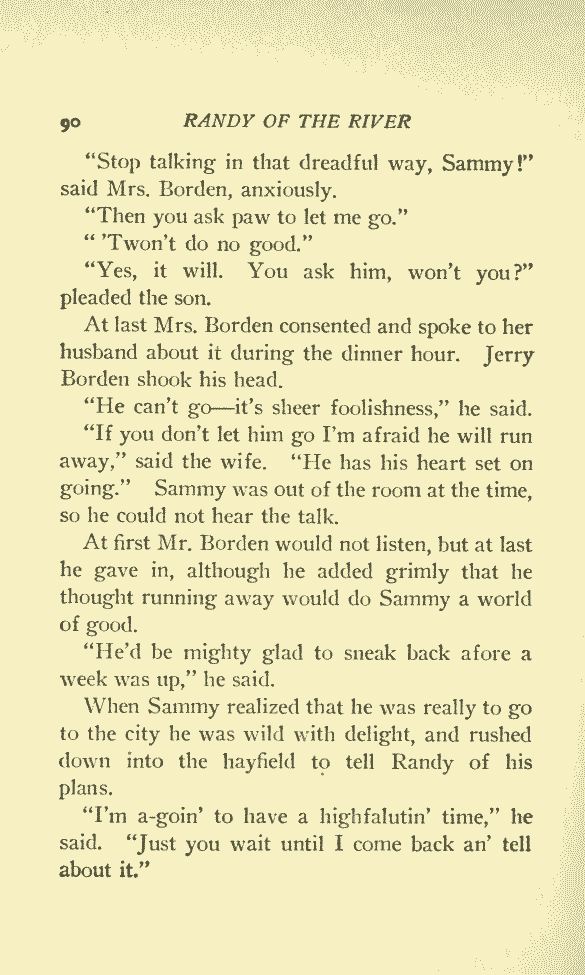 90 RANDY OF THE RIVER
"Stop talking in that dreadful way, Sammy!"
said Mrs. Borden, anxiously.
"Then you ask paw to let me go."
" 'Twon't do no good."
"Yes, it will. You ask him, won't you?"
pleaded the son.
At last Mrs. Borden consented and spoke to her
husband about it during the dinner hour. Jerry
Borden shook his head.
"He can't go—it's sheer foolishness," he said.
"If you don't let him go I'm afraid he will run
away," said the wife. "He has his heart set on
going." Sammy was out of the room at the time,
so he could not hear the talk.
At first Mr. Borden would not listen, but at last
he gave in, although he added grimly that he
thought running away would do Sammy a world
of good.
"He'd be mighty glad to sneak back afore a
week was up," he said.
When Sammy realized that he was really to go
to the city he was wild with delight, and rushed
down into the hayfield to tell Randy of his
plans.
"I'm a-goin' to have a highfalutin' time," he
said. "Just you wait until I come back an' tell
about it."